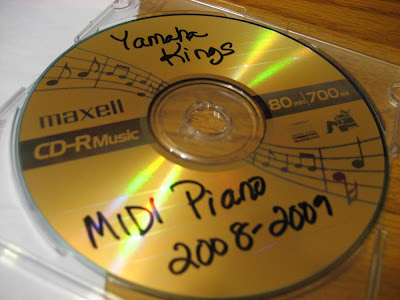 Yamaha
Kings
maxell
80 min 700 MB
CD-R Music
MIDI Piano
2008-2009